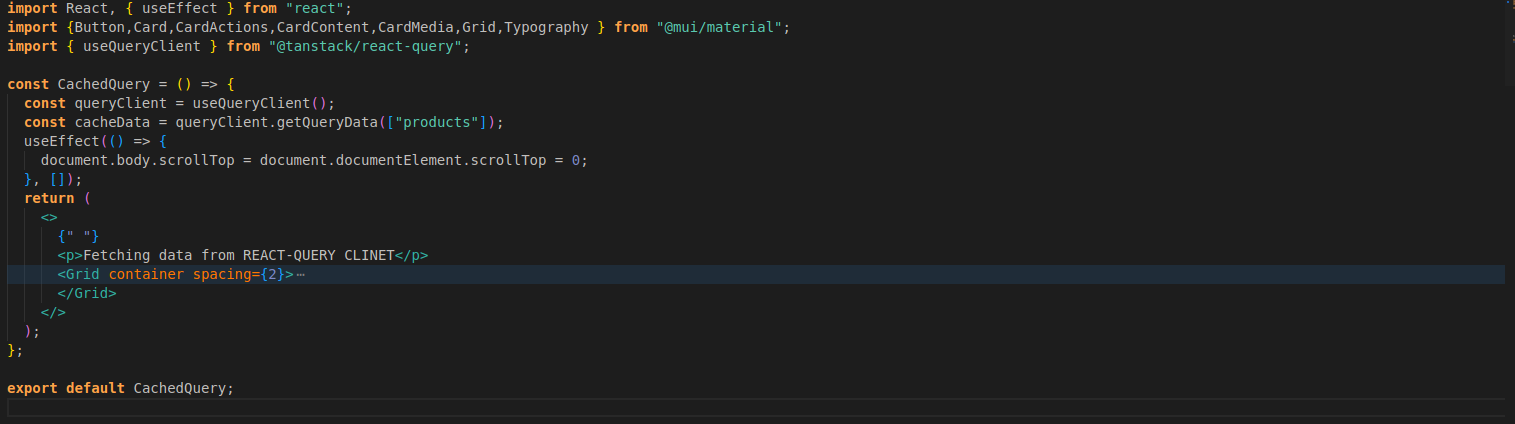 import React, { useEffect } from "react";
import {Button,Card,CardActions,CardContent,CardMedia,Grid,Typography } from "@mui/material";
import { useQueryClient } from "@tanstack/react-query";

const CachedQuery = () => {
  const queryClient = useQueryClient();
  const cacheData = queryClient.getQueryData(["products"]);
  useEffect(() => {
    document.body.scrollTop = document.documentElement.scrollTop = 0;
  }, []);
  return (
    <>
      {" "}
      <p>Fetching data from REACT-QUERY CLINET</p>
      <Grid container spacing={2}>⋯
      </Grid>
    </>
  );
};

export default CachedQuery;